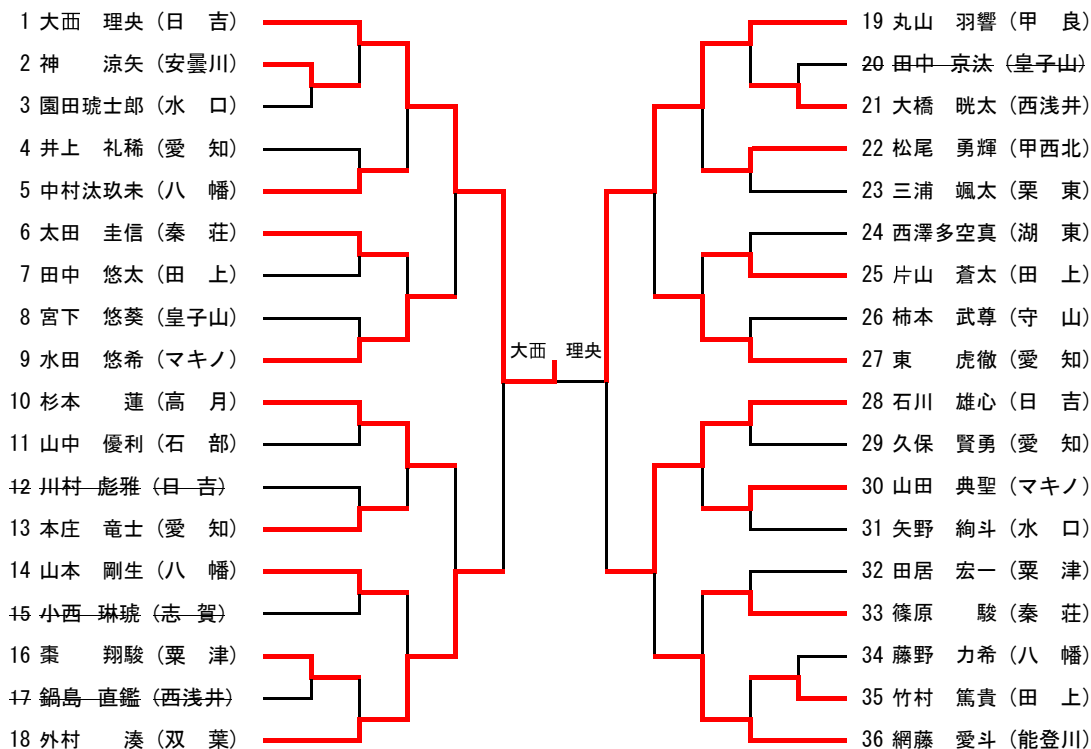 1 大西 理央 (日 吉)
2 神 涼矢 (安曇川)
3 園田琥士郎 (水 口)
4 井上 礼稀 (愛 知)
5 中村汰玖未 (八 幡)
6 太田 圭信 (秦 荘)
7 田中 悠太 (田 上)
8 宮下 悠葵 (皇子山)
9 水田 悠希 (マキノ)
10 杉本 蓮 (高 月)
11 山中 優利 (石 部)
12 川村 彪雅 (日 吉)
13 本庄 竜士 (愛 知)
14 山本 剛生 (八 幡)
15 小西 琳琥 (志 賀)
16 棗 翔駿 (粟 津)
17 鍋島 直鑑 (西浅井)
18 外村 湊 (双 葉)
大西 理央
19 丸山 羽響 (甲 良)
20 田中 京汰 (皇子山)
21 大橋 晄太 (西浅井)
22 松尾 勇輝 (甲西北)
23 三浦 颯太 (栗 東)
24 西澤多空真 (湖 東)
25 片山 蒼太 (田 上)
26 柿本 武尊 (守 山)
27 東 虎徹 (愛 知)
28 石川 雄心 (日 吉)
29 久保 賢勇 (愛 知)
30 山田 典聖 (マキノ)
31 矢野 絢斗 (水 口)
32 田居 宏一 (粟 津)
33 篠原 駿 (秦 荘)
34 藤野 力希 (八 幡)
35 竹村 篤貴 (田 上)
36 網藤 愛斗 (能登川)